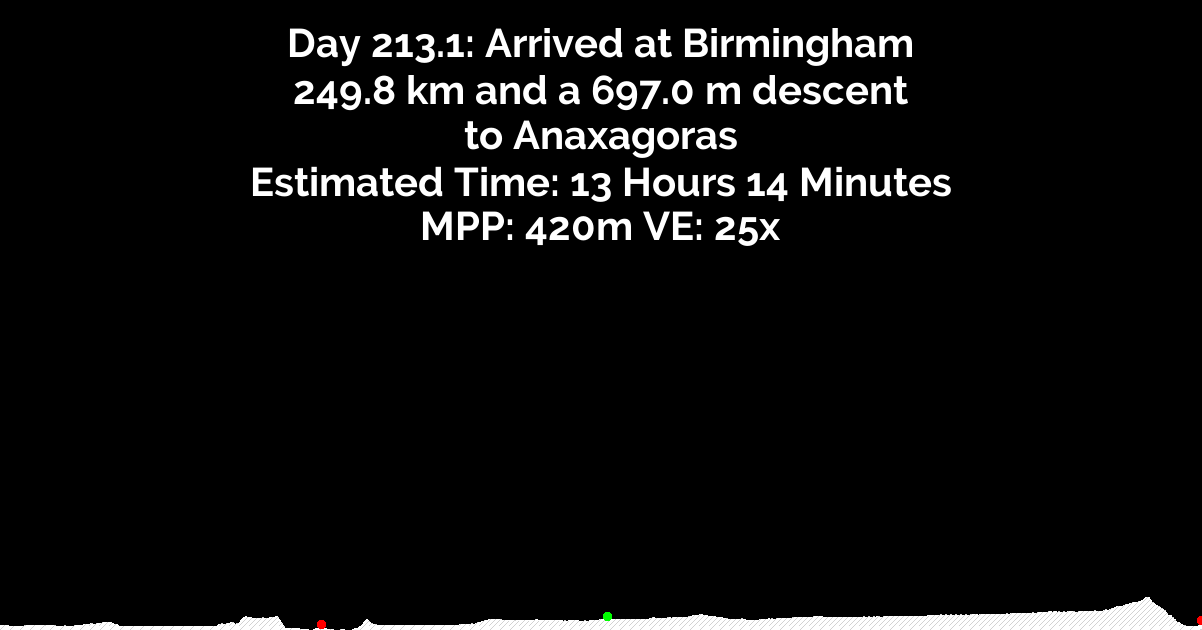 Day 213.1: Arrived at Birmingham
249.8 km and a 697.0 m descent
to Anaxagoras
Estimated Time: 13 Hours 14 Minutes
MPP: 420m VE: 25x